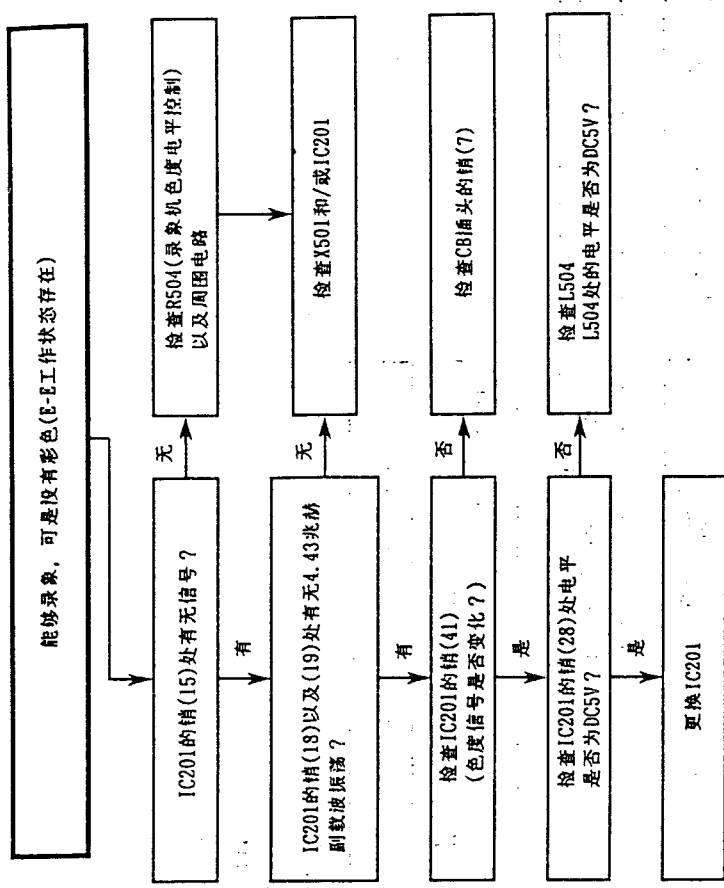 能够录象，可是没有彩色(E-E工作状态存在)
IC201的销(15)处有无信号？
无
检查R504(录象机色度电平控制)
以及周围电路
有
IC201的销(18)以及(19)处有无4.43兆赫
副载波振荡？
无
检查X501和/或IC201
有
检查IC201的销(41)
(色度信号是否变化？)
否
检查CB插头的销(7)
是
检查IC201的销(28)处电平
是否为DC5V？
否
检查L504
L504处的电平是否为DC5V？
是
更换IC201